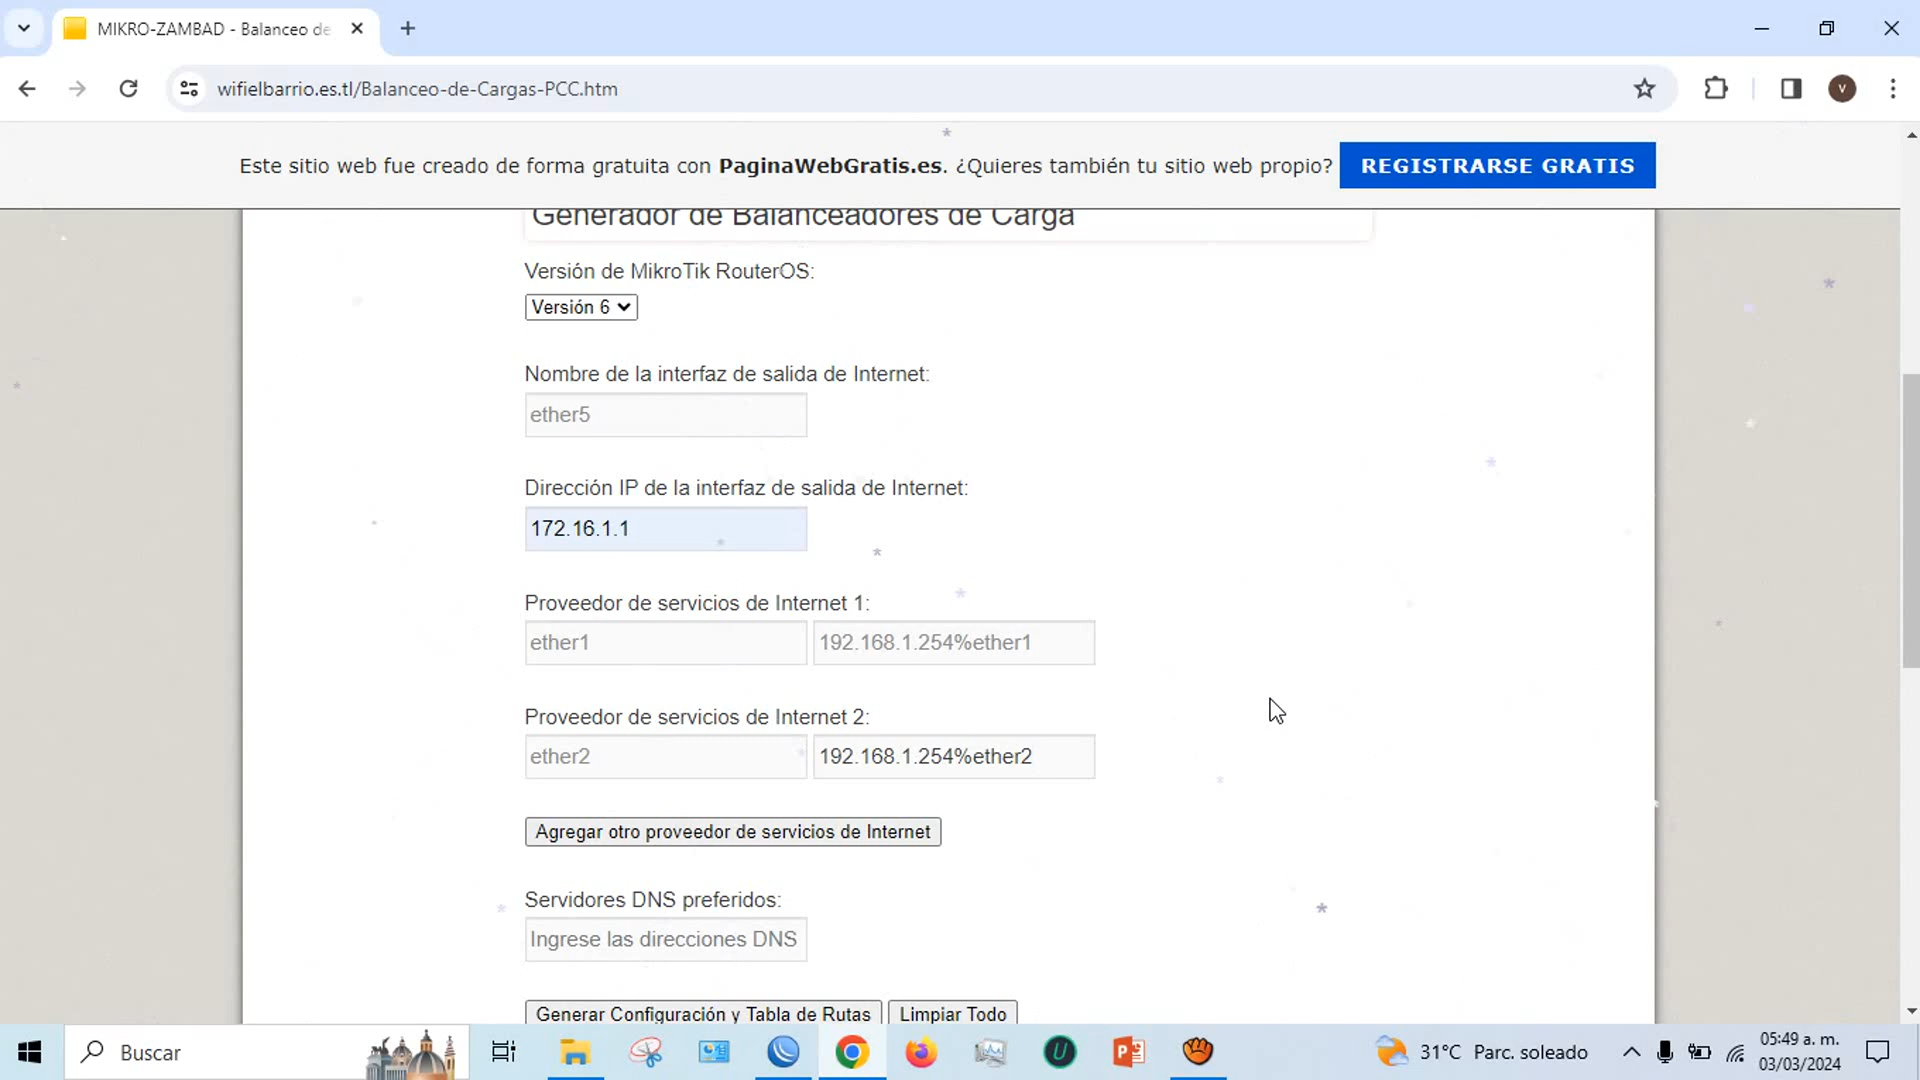 MIKRO-ZAMBAD - Balanceo de
wifielbarrio.es.tl/Balanceo-de-Cargas-PCC.htm
V
Este sitio web fue creado de forma gratuita con PaginaWebGratis.es. ¿Quieres también tu sitio web propio? REGISTRARSE GRATIS
Generador de Balanceadores de Carga
Versión de MikroTik RouterOS:
Versión 6
Nombre de la interfaz de salida de Internet:
ether5
Dirección IP de la interfaz de salida de Internet:
172.16.1.1
Proveedor de servicios de Internet 1:
ether1 192.168.1.254%ether1
Proveedor de servicios de Internet 2:
ether2 192.168.1.254%ether2
Agregar otro proveedor de servicios de Internet
Servidores DNS preferidos:
Ingrese las direcciones DNS
Generar Configuración y Tabla de Rutas Limpiar Todo
Buscar
31°C Parc. soleado
05:49 a. m.
03/03/2024